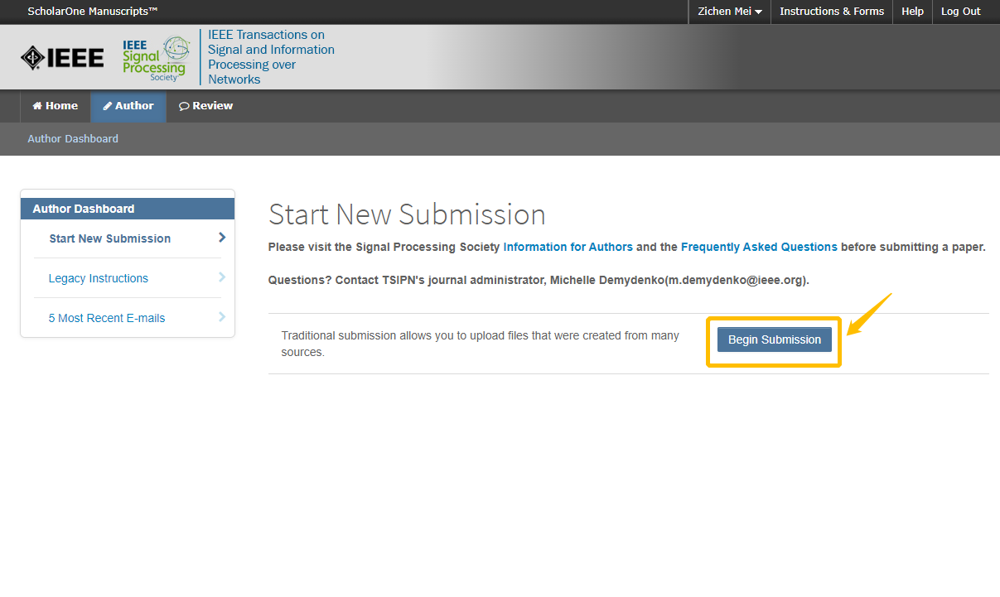 ScholarOne Manuscripts™
Zichen Mei
Instructions & Forms
Help
Log Out
IEEE
IEEE
Signal
Processing
Society
IEEE Transactions on
Signal and Information
Processing over
Networks
Home
Author
Review
Author Dashboard
Author Dashboard
Start New Submission
Legacy Instructions
5 Most Recent E-mails
Start New Submission
Please visit the Signal Processing Society Information for Authors and the Frequently Asked Questions before submitting a paper.
Questions? Contact TSIPN's journal administrator, Michelle Demydenko(m.demydenko@ieee.org).
Traditional submission allows you to upload files that were created from many
sources.
Begin Submission